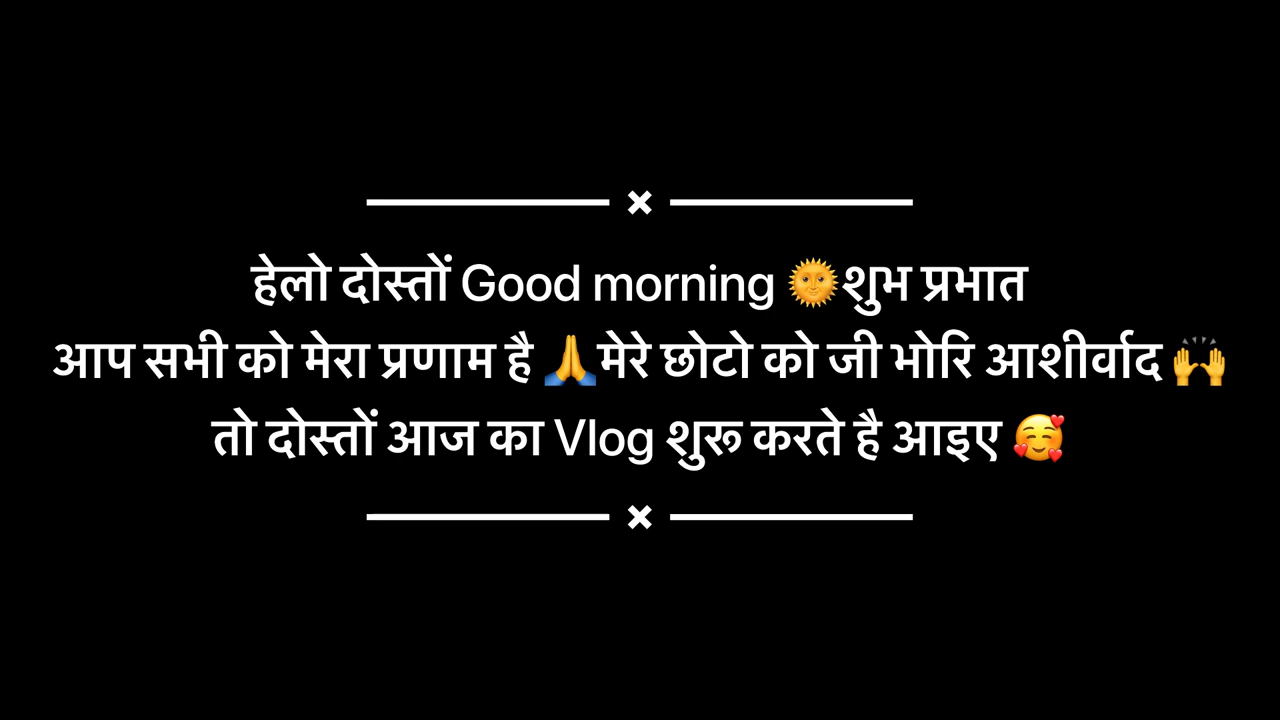 हेलो दोस्तों Good morning 🌞शुभ प्रभात
आप सभी को मेरा प्रणाम है 🙏मेरे छोटो को जी भोरि आशीर्वाद 🙌
तो दोस्तों आज का Vlog शुरू करते है आइए 🥰